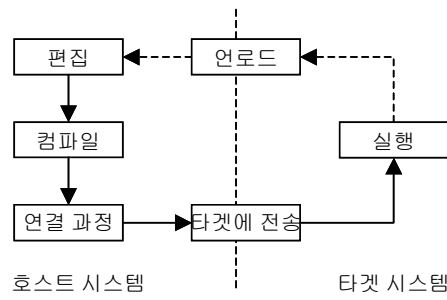 편집
언로드
컴파일
실행
연결 과정
타겟에 전송
호스트 시스템
타겟 시스템